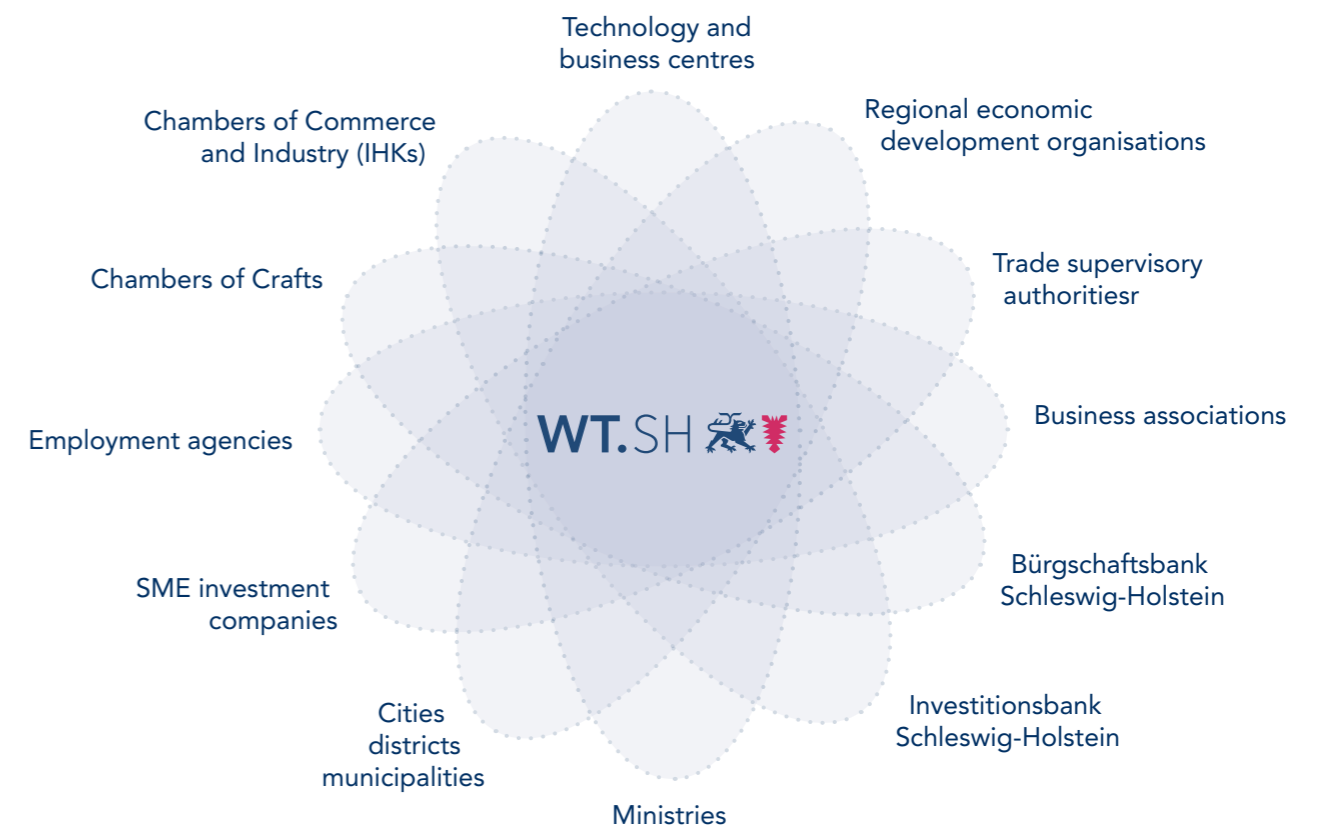 Technology and
business centres
Regional economic
development organisations
Trade supervisory
authoritiesr
Business associations
Bürgschaftsbank
Schleswig-Holstein
Investitionsbank
Schleswig-Holstein
Ministries
Cities
districts
municipalities
SME investment
companies
Employment agencies
Chambers of Crafts
Chambers of Commerce
and Industry (IHKs)
WT.SH